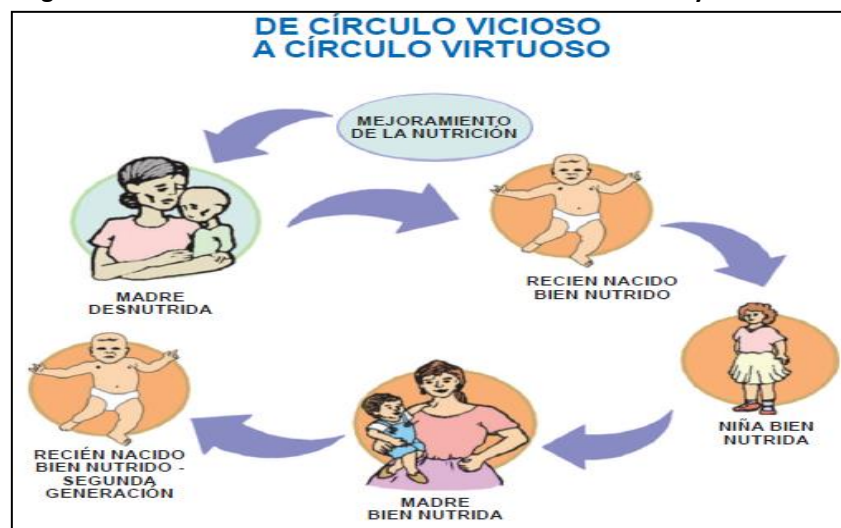 DE CÍRCULO VICIOSO
A CÍRCULO VIRTUOSO
MEJORAMIENTO
DE LA NUTRICIÓN
MADRE
DESNUTRIDA
RECIEN NACIDO
BIEN NUTRIDO
NIÑA BIEN
NUTRIDA
MADRE
BIEN NUTRIDA
RECIÉN NACIDO
BIEN NUTRIDO -
SEGUNDA
GENERACIÓN